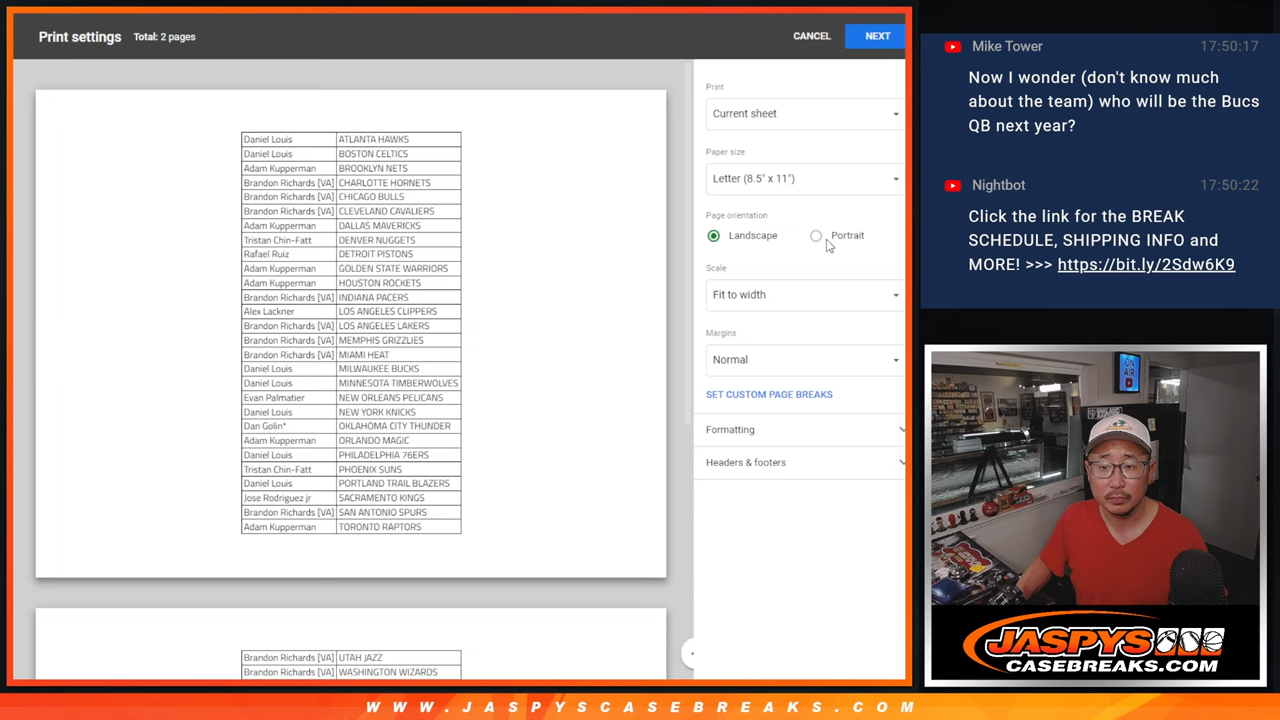 Print settings Total: 2 pages CANCEL NEXT
Daniel Louis ATLANTA HAWKS
Daniel Louis BOSTON CELTICS
Adam Kupperman BROOKLYN NETS
Brandon Richards [VA] CHARLOTTE HORNETS
Brandon Richards [VA] CHICAGO BULLS
Brandon Richards [VA] CLEVELAND CAVALIERS
Adam Kupperman DALLAS MAVERICKS
Tristan Chin-Fatt DENVER NUGGETS
Rafael Ruiz DETROIT PISTONS
Adam Kupperman GOLDEN STATE WARRIORS
Adam Kupperman HOUSTON ROCKETS
Brandon Richards [VA] INDIANA PACERS
Alex Lackner LOS ANGELES CLIPPERS
Brandon Richards [VA] LOS ANGELES LAKERS
Brandon Richards [VA] MEMPHIS GRIZZLIES
Brandon Richards [VA] MIAMI HEAT
Daniel Louis MILWAUKEE BUCKS
Daniel Louis MINNESOTA TIMBERWOLVES
Evan Palmatier NEW ORLEANS PELICANS
Daniel Louis NEW YORK KNICKS
Dan Golin* OKLAHOMA CITY THUNDER
Adam Kupperman ORLANDO MAGIC
Daniel Louis PHILADELPHIA 76ERS
Tristan Chin-Fatt PHOENIX SUNS
Daniel Louis PORTLAND TRAIL BLAZERS
Jose Rodriguez jr SACRAMENTO KINGS
Brandon Richards [VA] SAN ANTONIO SPURS
Adam Kupperman TORONTO RAPTORS
Brandon Richards [VA] UTAH JAZZ
Brandon Richards [VA] WASHINGTON WIZARDS
Print
Current sheet
Paper size
Letter (8.5" x 11")
Page orientation
Landscape Portrait
Scale
Fit to width
Margins
Normal
SET CUSTOM PAGE BREAKS
Formatting
Headers & footers
Mike Tower 17:50:17
Now I wonder (don't know much
about the team) who will be the Bucs
QB next year?
Nightbot 17:50:22
Click the link for the BREAK
SCHEDULE, SHIPPING INFO and
MORE! >>> https://bit.ly/2Sdw6K9
ON
AIR
JASPYS
CASEBREAKS.COM
WWW.JASPYSCASEBREAKS.COM